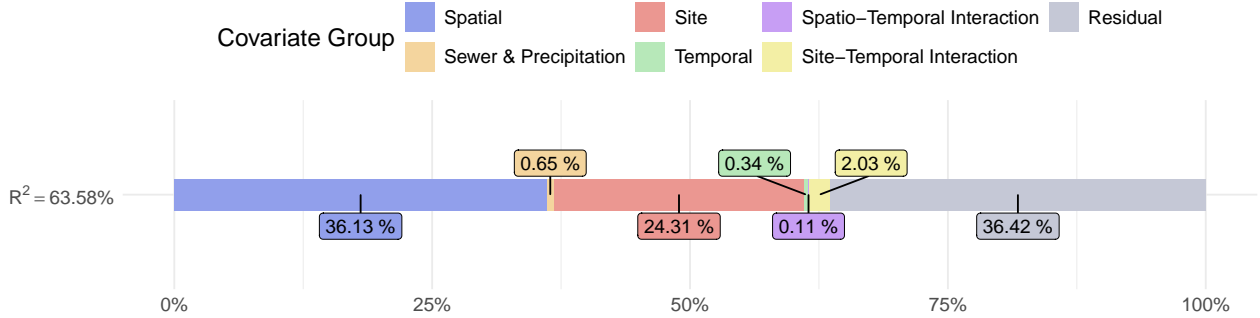 Covariate Group
Spatial
Site
Spatio−Temporal Interaction
Residual
Sewer & Precipitation
Temporal
Site−Temporal Interaction
0.65 %
0.34 %
2.03 %
R² = 63.58%
36.13 %
24.31 %
0.11 %
36.42 %
0%
25%
50%
75%
100%